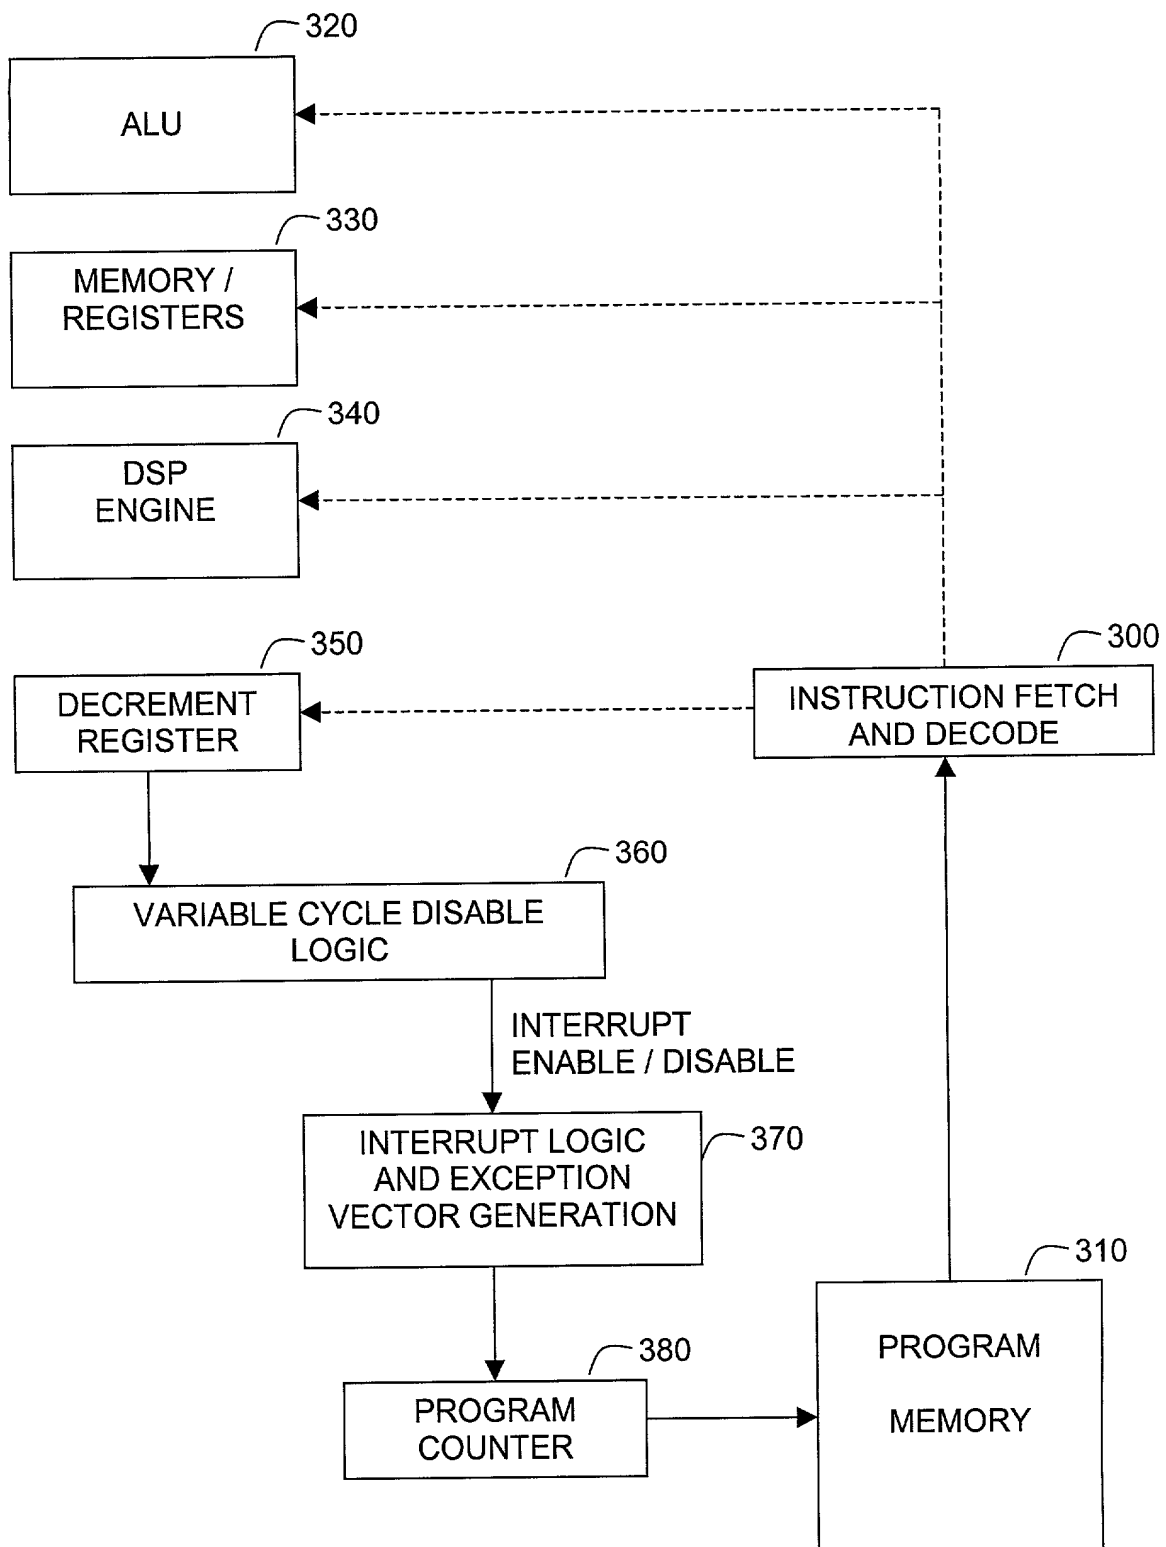 320
ALU
330
MEMORY /
REGISTERS
340
DSP
ENGINE
350
DECREMENT
REGISTER
300
INSTRUCTION FETCH
AND DECODE
360
VARIABLE CYCLE DISABLE
LOGIC
INTERRUPT
ENABLE / DISABLE
INTERRUPT LOGIC
AND EXCEPTION
VECTOR GENERATION
370
310
PROGRAM
MEMORY
380
PROGRAM
COUNTER